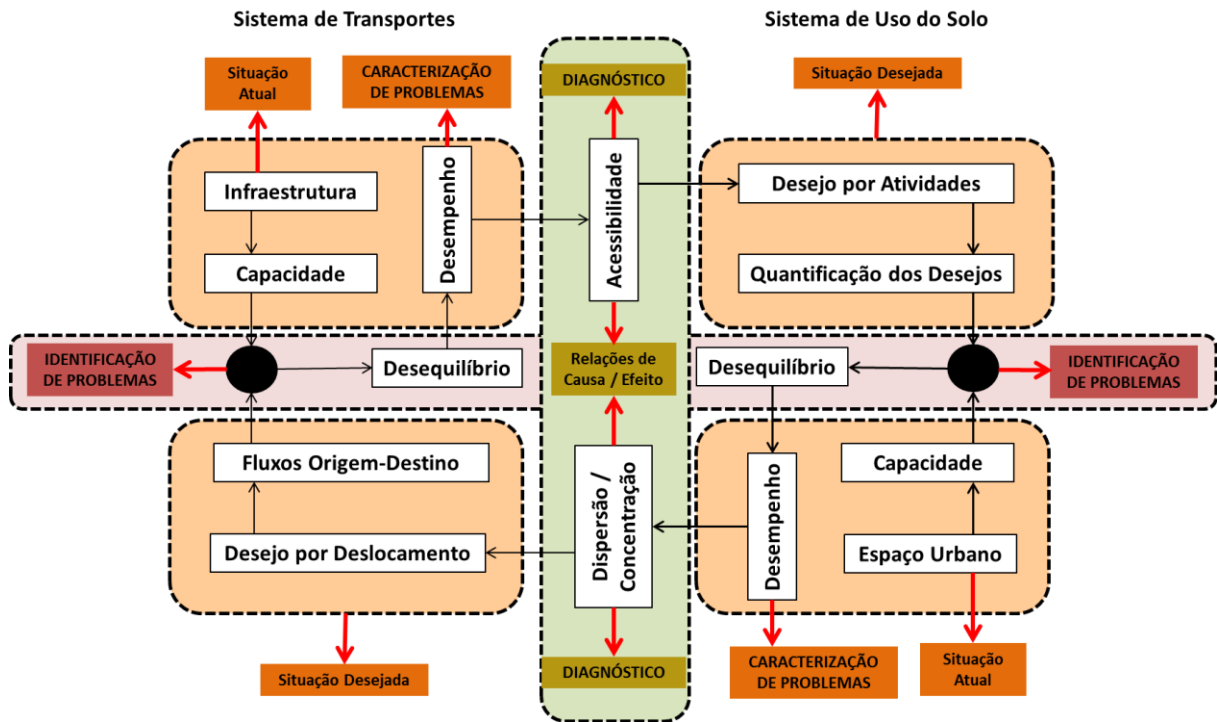 Sistema de Transportes
Sistema de Uso do Solo
Situação
Atual
CARACTERIZAÇÃO
DE PROBLEMAS
DIAGNÓSTICO
Situação Desejada
Infraestrutura
Capacidade
Desempenho
Acessibilidade
Desejo por Atividades
Quantificação dos Desejos
IDENTIFICAÇÃO
DE PROBLEMAS
Desequilíbrio
Relações de
Causa / Efeito
Desequilíbrio
IDENTIFICAÇÃO
DE PROBLEMAS
Fluxos Origem-Destino
Desejo por Deslocamento
Dispersão /
Concentração
Desempenho
Capacidade
Espaço Urbano
Situação Desejada
DIAGNÓSTICO
CARACTERIZAÇÃO
DE PROBLEMAS
Situação
Atual